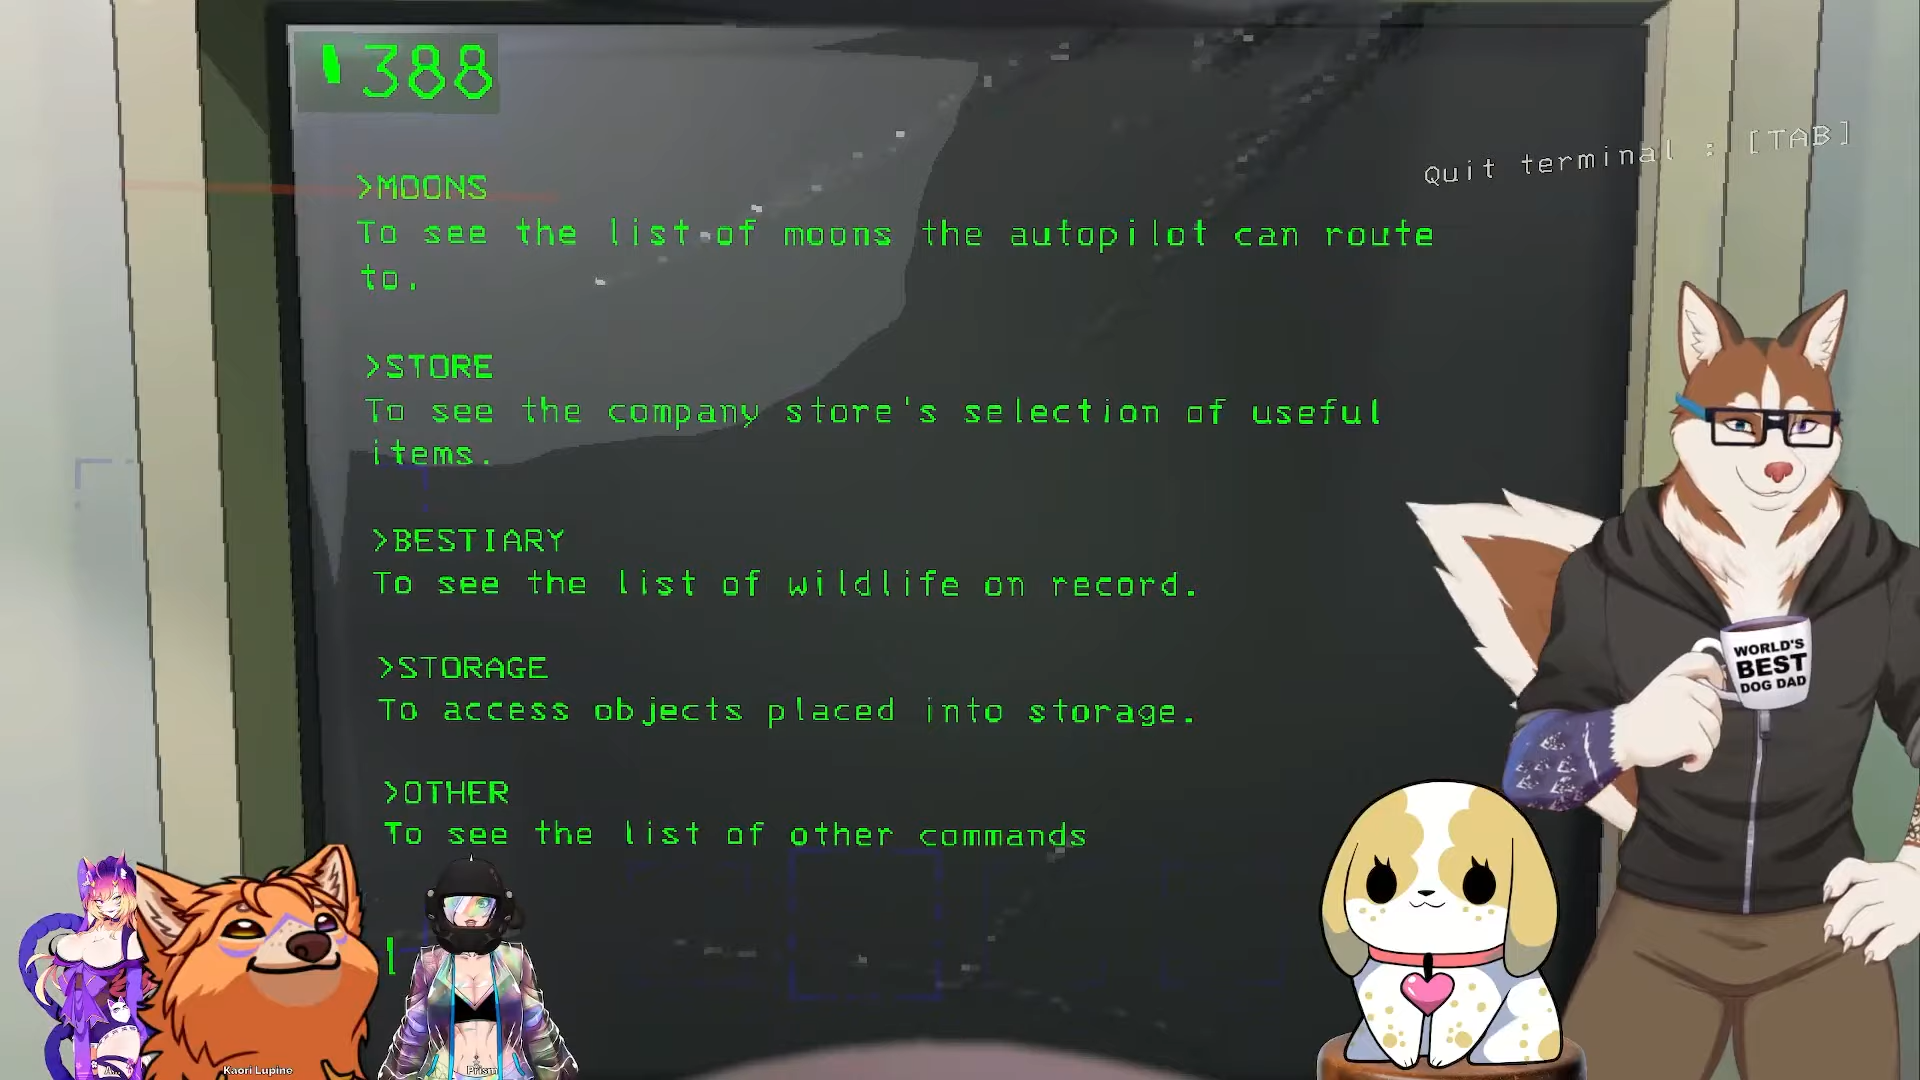 388
Quit terminal : [TAB]
>MOONS
To see the list of moons the autopilot can route
to.
>STORE
To see the company store's selection of useful
items.
>BESTIARY
To see the list of wildlife on record.
>STORAGE
To access objects placed into storage.
>OTHER
To see the list of other commands
WORLD'S
BEST
DOG DAD
Kaori Lupine
Prism